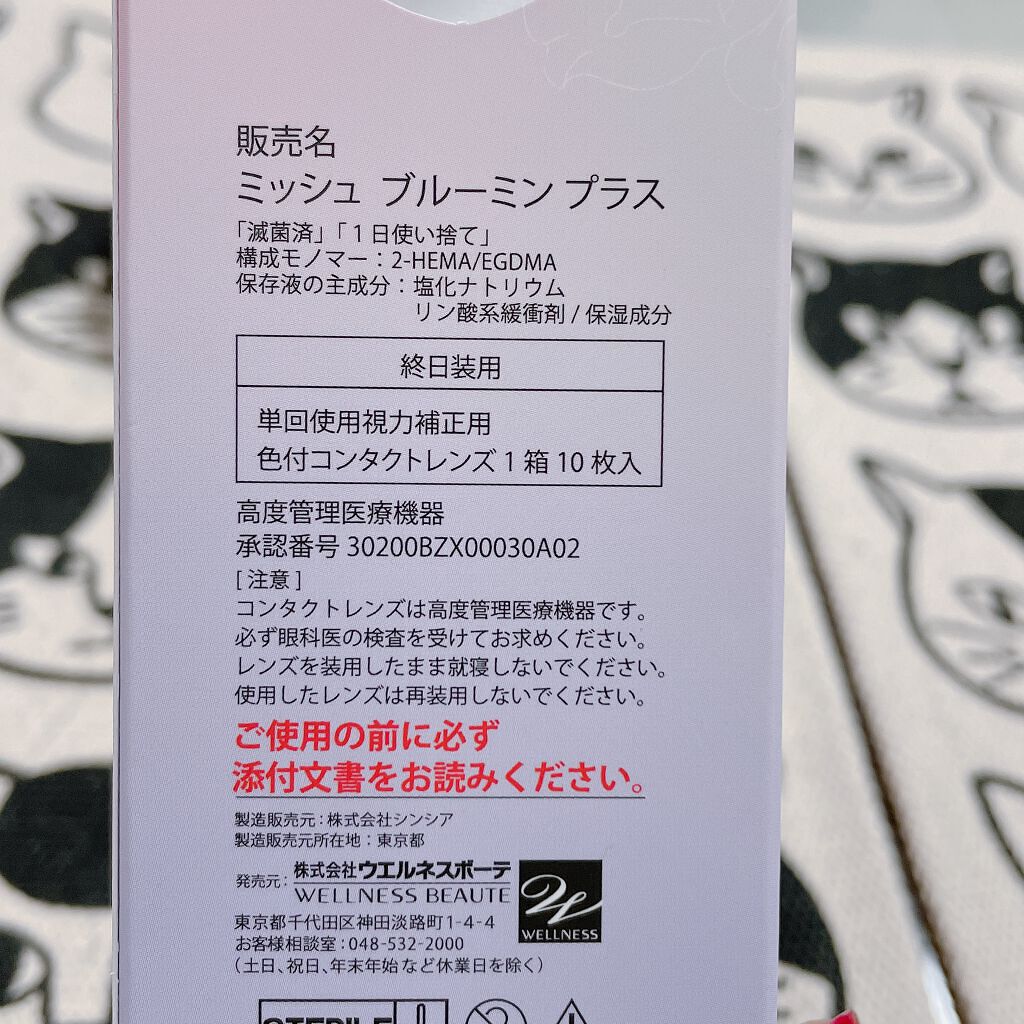 販売名
ミッシュ ブルーミン プラス
「滅菌済」「1日使い捨て」
構成モノマー：2-HEMA/EGDMA
保存液の主成分：塩化ナトリウム
リン酸系緩衝剤 / 保湿成分
終日装用
単回使用視力補正用
色付コンタクトレンズ 1 箱 10 枚入
高度管理医療機器
承認番号 30200BZX00030A02
[ 注意 ]
コンタクトレンズは高度管理医療機器です。
必ず眼科医の検査を受けてお求めください。
レンズを装用したまま就寝しないでください。
使用したレンズは再装用しないでください。
ご使用の前に必ず
添付文書をお読みください。
製造販売元：株式会社シンシア
製造販売元所在地：東京都
発売元：株式会社ウエルネスボーテ
WELLNESS BEAUTE
WELLNESS
東京都千代田区神田淡路町1-4-4
お客様相談室：048-532-2000
（土日、祝日、年末年始など休業日を除く）
STERILE